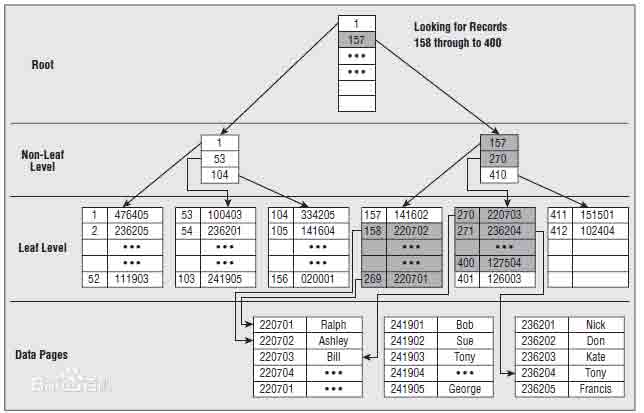 Looking for Records
158 through to 400
Root
1
157
•••
•••
Non-Leaf
Level
1
53
104
157
270
410
Leaf Level
1 476405
2 236205
•••
•••
52 111903
53 100403
54 236201
•••
•••
103 241905
104 334205
105 141604
•••
•••
156 020001
157 141602
158 220702
•••
•••
269 220701
270 220703
271 236204
•••
400 127504
401 126003
411 151501
412 102404
Data Pages
220701 Ralph
220702 Ashley
220703 Bill
220704 •••
220701 •••
241901 Bob
241902 Sue
241903 Tony
241904 •••
241905 George
236201 Nick
236202 Don
236203 Kate
236204 Tony
236205 Francis